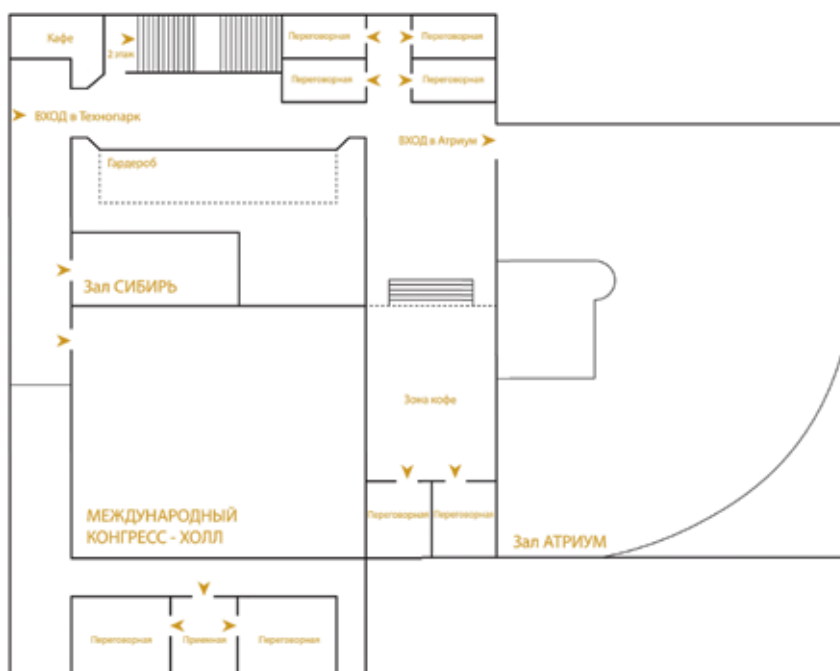 Кафе
2 этаж
Переговорная
Переговорная
Переговорная
Переговорная
ВХОД в Технопарк
ВХОД в Атриум
Гардероб
Зал СИБИРЬ
Зона кофе
МЕЖДУНАРОДНЫЙ
КОНГРЕСС - ХОЛЛ
Переговорная
Переговорная
Зал АТРИУМ
Переговорная
Приемная
Переговорная